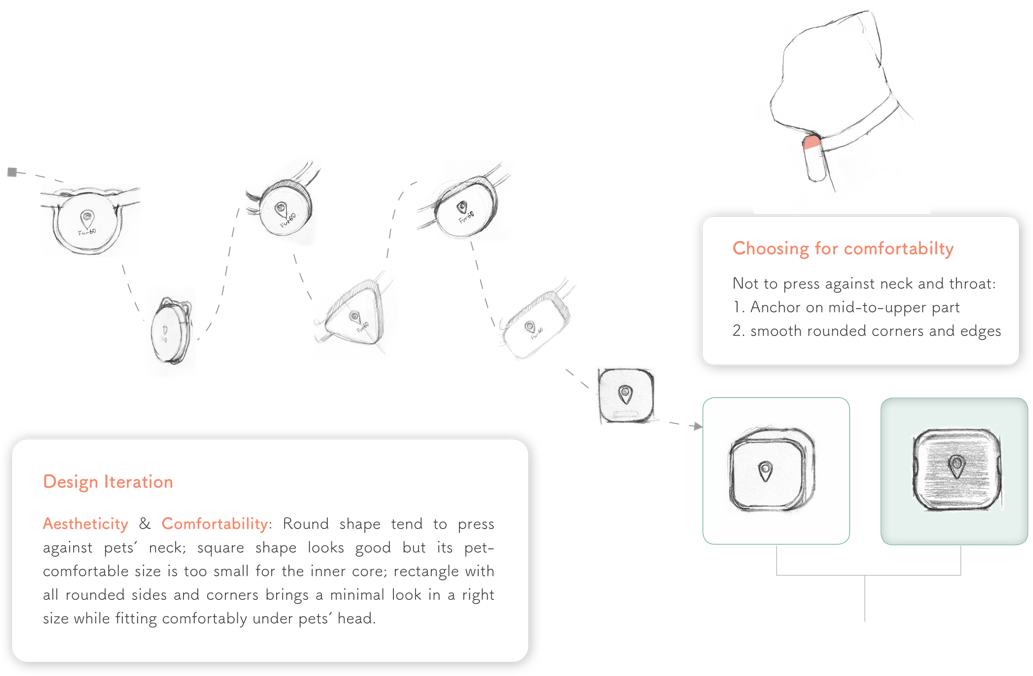 Choosing for comfortabilty
Not to press against neck and throat:
1. Anchor on mid-to-upper part
2. smooth rounded corners and edges
Design Iteration
Aestheticity & Comfortability: Round shape tend to press
against pets´ neck; square shape looks good but its pet-
comfortable size is too small for the inner core; rectangle with
all rounded sides and corners brings a minimal look in a right
size while fitting comfortably under pets´ head.